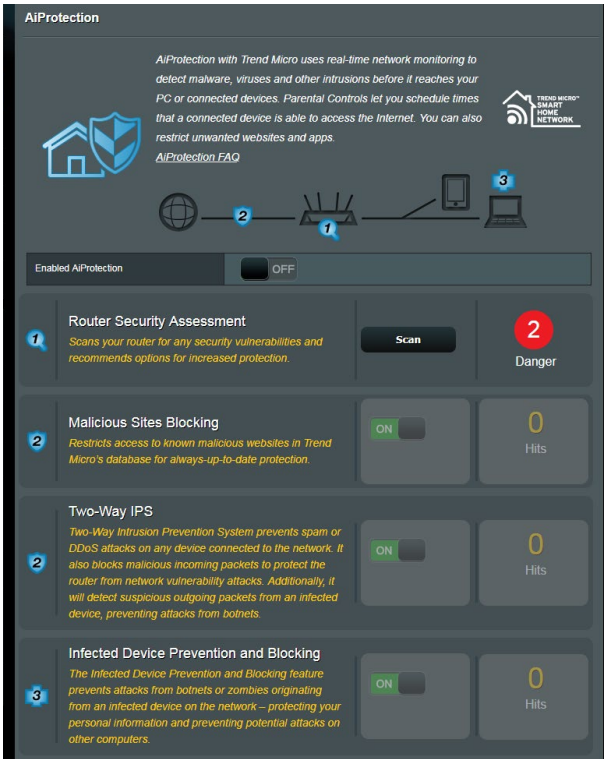 AiProtection
AiProtection with Trend Micro uses real-time network monitoring to
detect malware, viruses and other intrusions before it reaches your
PC or connected devices. Parental Controls let you schedule times
that a connected device is able to access the Internet. You can also
restrict unwanted websites and apps.
AiProtection FAQ
TREND MICRO™
SMART
HOME
NETWORK
3
2
1
Enabled AiProtection
OFF
1
Router Security Assessment
Scans your router for any security vulnerabilities and
recommends options for increased protection.
Scan
2
Danger
2
Malicious Sites Blocking
Restricts access to known malicious websites in Trend
Micro's database for always-up-to-date protection.
ON
0
Hits
2
Two-Way IPS
Two-Way Intrusion Prevention System prevents spam or
DDoS attacks on any device connected to the network. It
also blocks malicious incoming packets to protect the
router from network vulnerability attacks. Additionally, it
will detect suspicious outgoing packets from an infected
device, preventing attacks from botnets.
ON
0
Hits
3
Infected Device Prevention and Blocking
The Infected Device Prevention and Blocking feature
prevents attacks from botnets or zombies originating
from an infected device on the network – protecting your
personal information and preventing potential attacks on
other computers.
ON
0
Hits